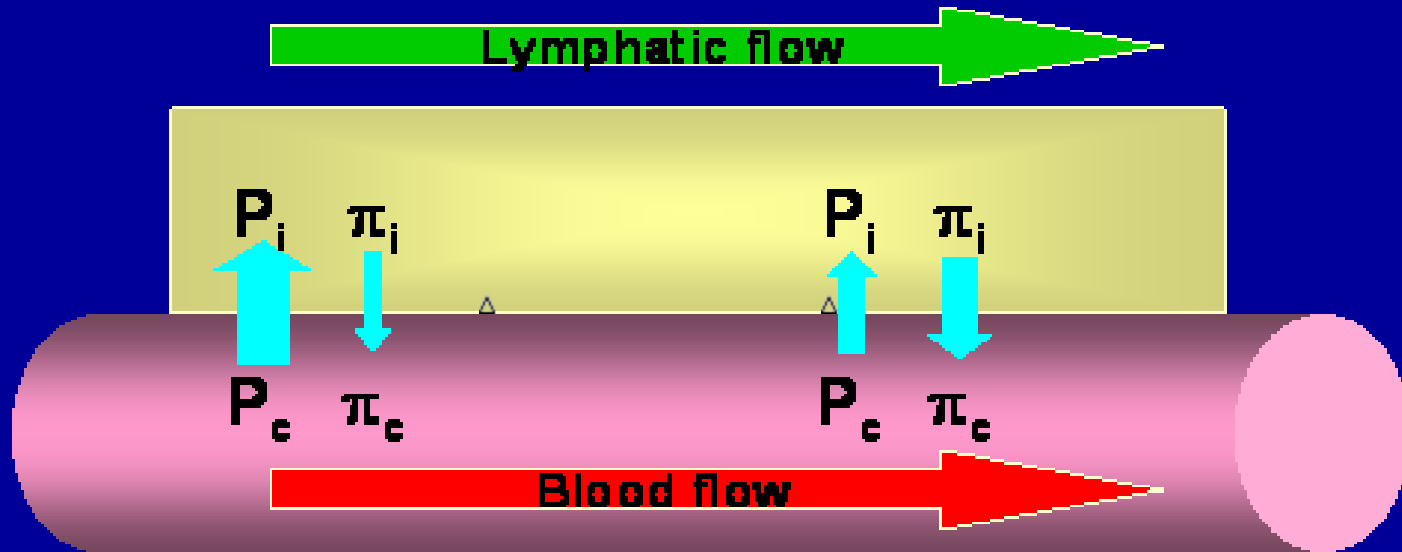 Lymphatic flow
Pi πi Pi πi
Pc πc Pc πc
Blood flow